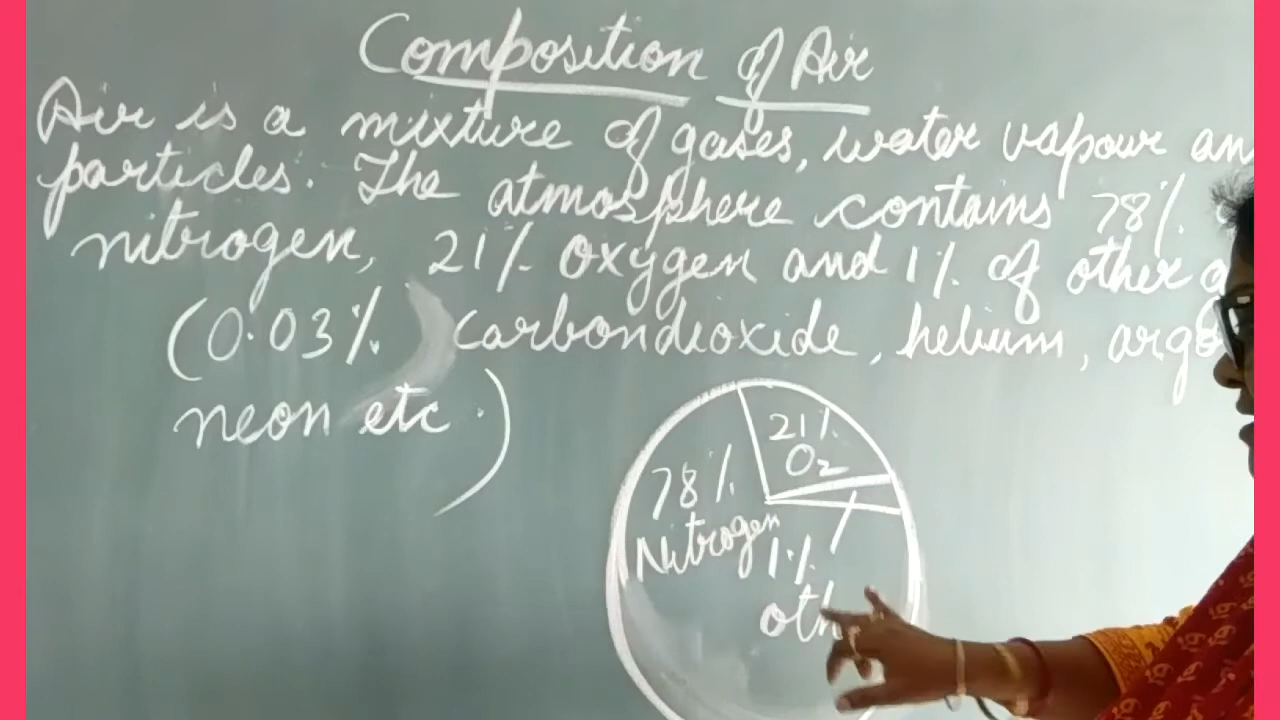 Composition of Air
Air is a mixture of gases, water vapour an
particles. The atmosphere contains 78%
nitrogen, 21% oxygen and 1% of other
(0.03% carbondioxide, helium, argo
neon etc.)
21%
O2
78%
Nitrogen
1%
oth